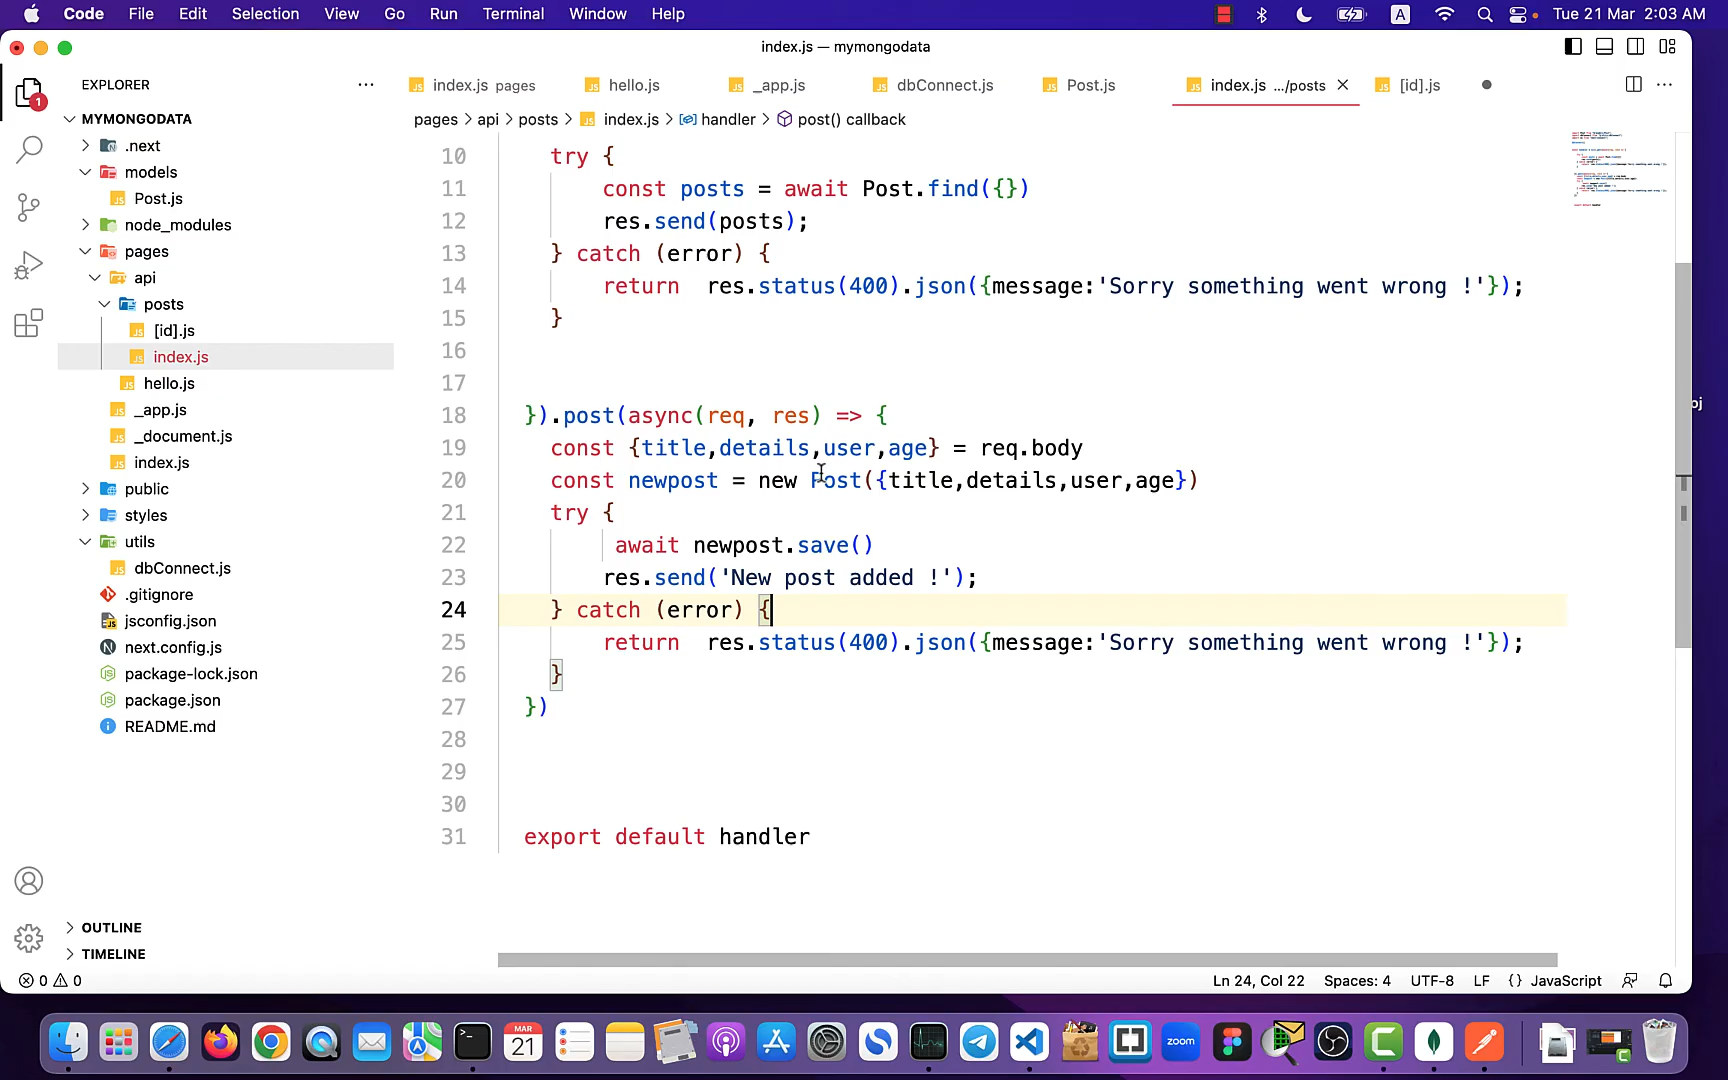 Code File Edit Selection View Go Run Terminal Window Help A Tue 21 Mar 2:03 AM
index.js — mymongodata
EXPLORER
1
index.js pages hello.js _app.js dbConnect.js Post.js index.js .../posts [id].js
MYMONGODATA
pages > api > posts > index.js > handler > post() callback
.next
models
Post.js
node_modules
pages
api
posts
[id].js
index.js
hello.js
_app.js
_document.js
index.js
public
styles
utils
dbConnect.js
.gitignore
jsconfig.json
next.config.js
package-lock.json
package.json
README.md
OUTLINE
TIMELINE
10 try {
11 const posts = await Post.find({})
12 res.send(posts);
13 } catch (error) {
14 return res.status(400).json({message:'Sorry something went wrong !'});
15 }
16
17
18 }).post(async(req, res) => {
19 const {title,details,user,age} = req.body
20 const newpost = new Post({title,details,user,age})
21 try {
22 await newpost.save()
23 res.send('New post added !');
24 } catch (error) {
25 return res.status(400).json({message:'Sorry something went wrong !'});
26 }
27 })
28
29
30
31 export default handler
oj
0 0 Ln 24, Col 22 Spaces: 4 UTF-8 LF {} JavaScript
MAR
21
zoom